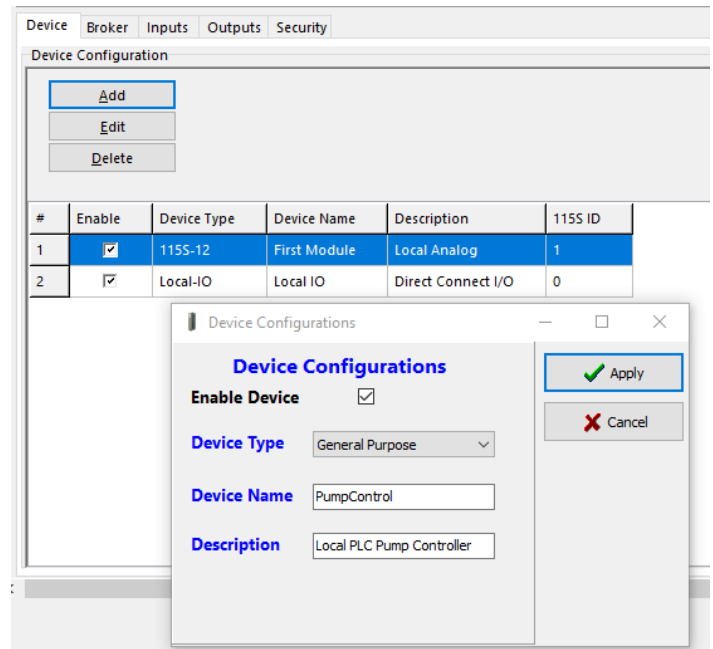 Device Broker Inputs Outputs Security
Device Configuration
Add
Edit
Delete
# Enable Device Type Device Name Description 115S ID
1 115S-12 First Module Local Analog 1
2 Local-IO Local IO Direct Connect I/O 0
Device Configurations
Device Configurations
Enable Device
Apply
Cancel
Device Type General Purpose
Device Name PumpControl
Description Local PLC Pump Controller